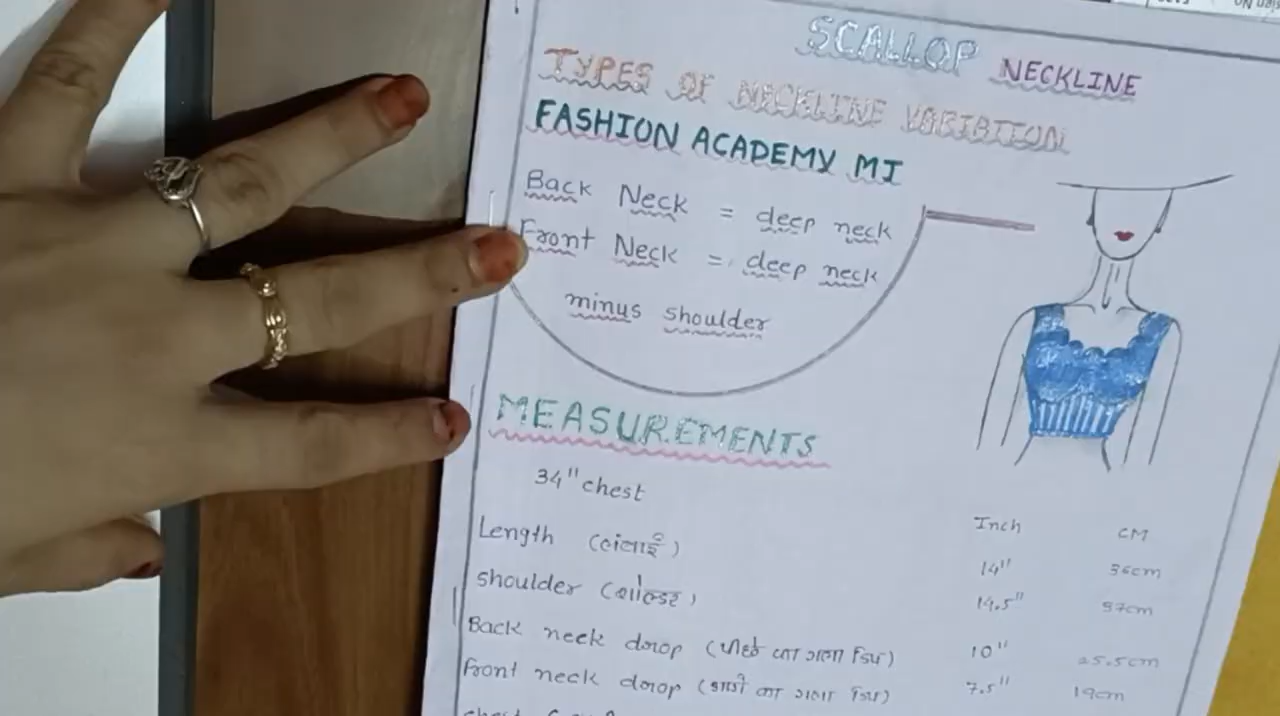 SCALLOP NECKLINE
TYPES OF NECKLINE VARIATION
FASHION ACADEMY MJ
Back Neck = deep neck
Front Neck = deep neck
minus shoulder
MEASUREMENTS
34" chest
Inch CM
Length (लंबाई) 14" 36cm
shoulder (शोल्डर) 14.5" 37cm
Back neck drop (पीछे का गला डिप) 10" 25.5cm
front neck drop (आगे का गला डिप) 7.5" 19cm
chest